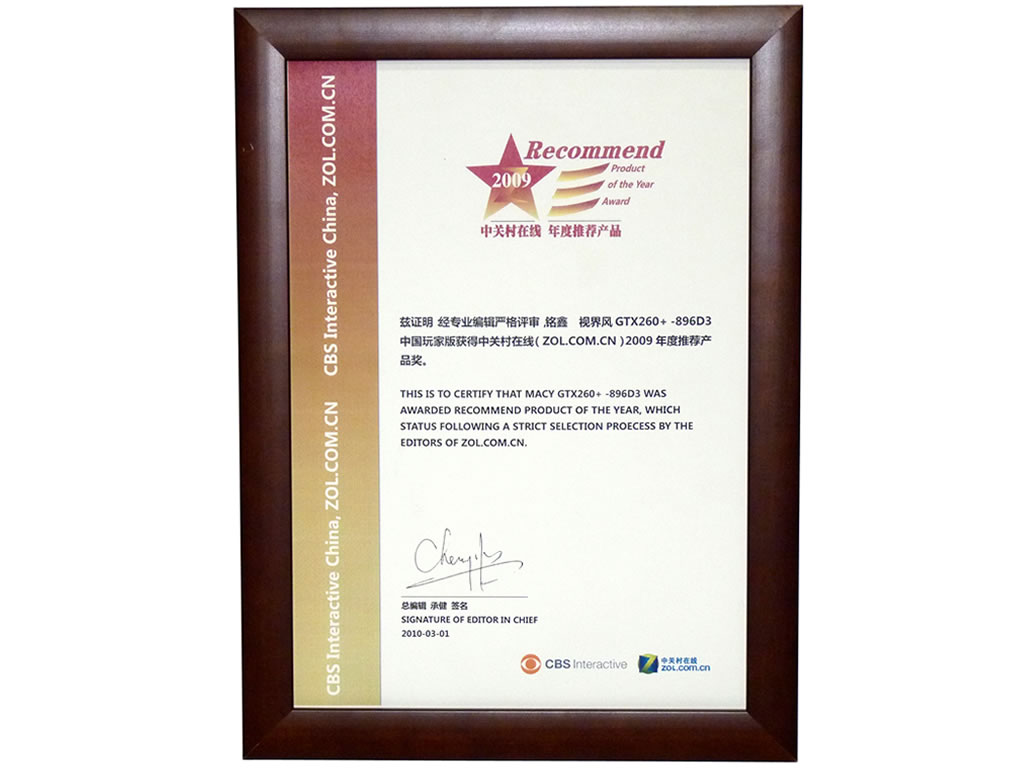 CBS Interactive China, ZOL.COM.CN
CBS Interactive China, ZOL.COM.CN
Recommend
2009
Product
of the Year
Award
中关村在线 年度推荐产品
兹证明 经专业编辑严格评审,铭鑫 视界风GTX260+ -896D3
中国玩家版获得中关村在线( ZOL.COM.CN )2009 年度推荐产
品奖。
THIS IS TO CERTIFY THAT MACY GTX260+ -896D3 WAS
AWARDED RECOMMEND PRODUCT OF THE YEAR, WHICH
STATUS FOLLOWING A STRICT SELECTION PROECESS BY THE
EDITORS OF ZOL.COM.CN.
总编辑 承健 签名
SIGNATURE OF EDITOR IN CHIEF
2010-03-01
CBS Interactive
中关村在线
ZOL.com.cn